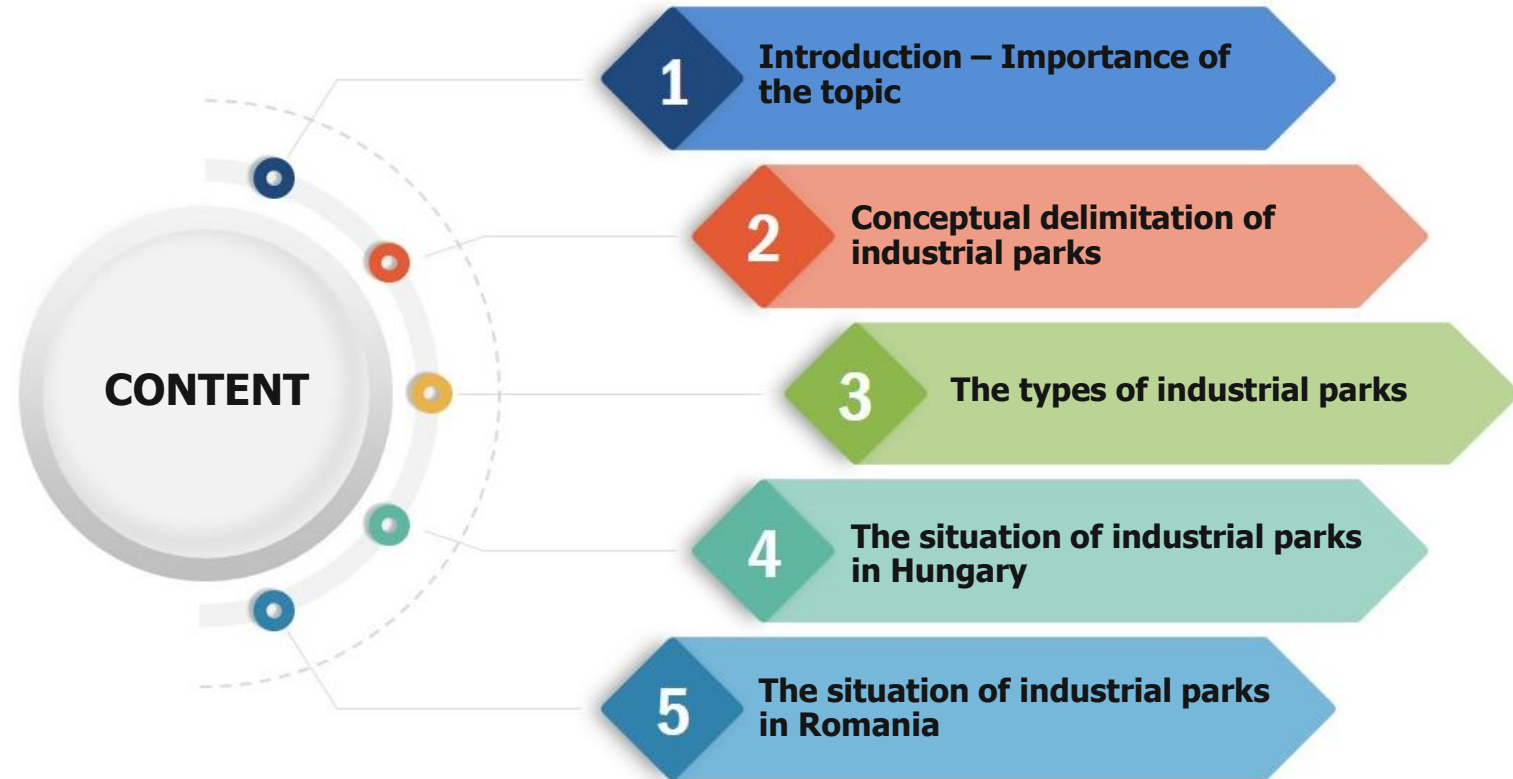 CONTENT
1
Introduction – Importance of
the topic
2
Conceptual delimitation of
industrial parks
3
The types of industrial parks
4
The situation of industrial parks
in Hungary
5
The situation of industrial parks
in Romania